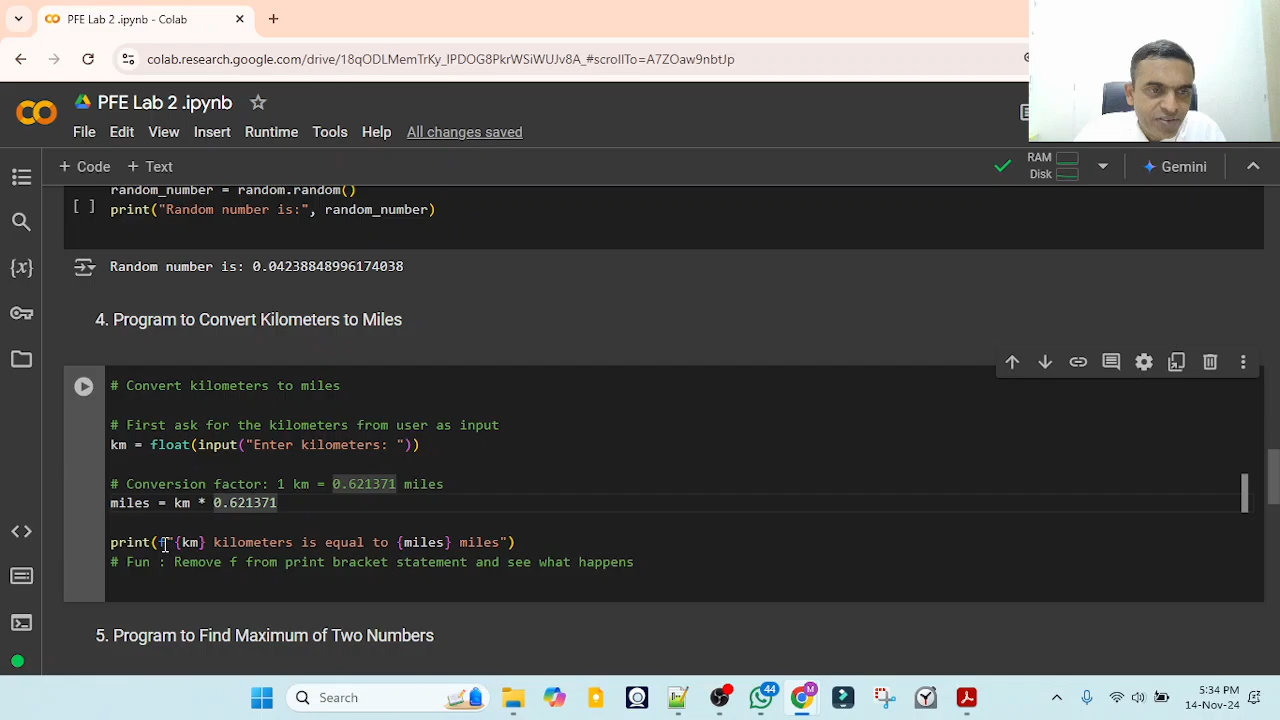 PFE Lab 2 .ipynb - Colab
colab.research.google.com/drive/18qODLMemTrKy_
PFE Lab 2 .ipynb
File Edit View Insert Runtime Tools Help All changes saved
+ Code + Text
RAM
Disk
Gemini
random_number = random.random()
[ ] print("Random number is:", random_number)
Random number is: 0.04238848996174038
4. Program to Convert Kilometers to Miles
# Convert kilometers to miles
# First ask for the kilometers from user as input
km = float(input("Enter kilometers: "))
# Conversion factor: 1 km = 0.621371 miles
miles = km * 0.621371
print(f"{km} kilometers is equal to {miles} miles")
# Fun : Remove f from print bracket statement and see what happens
5. Program to Find Maximum of Two Numbers
Search
44
M
5:34 PM
14-Nov-24